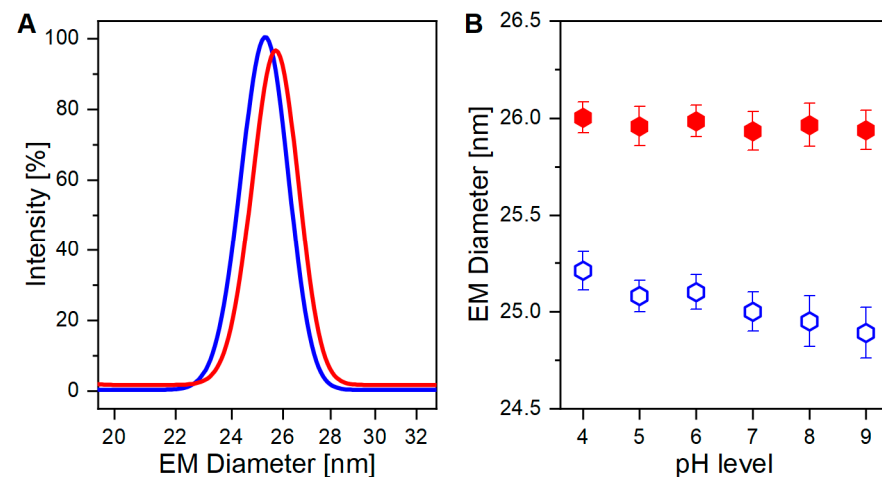 A
Intensity [%]
100
80
60
40
20
0
20 22 24 26 28 30 32
EM Diameter [nm]
B
EM Diameter [nm]
26.5
26.0
25.5
25.0
24.5
4 5 6 7 8 9
pH level